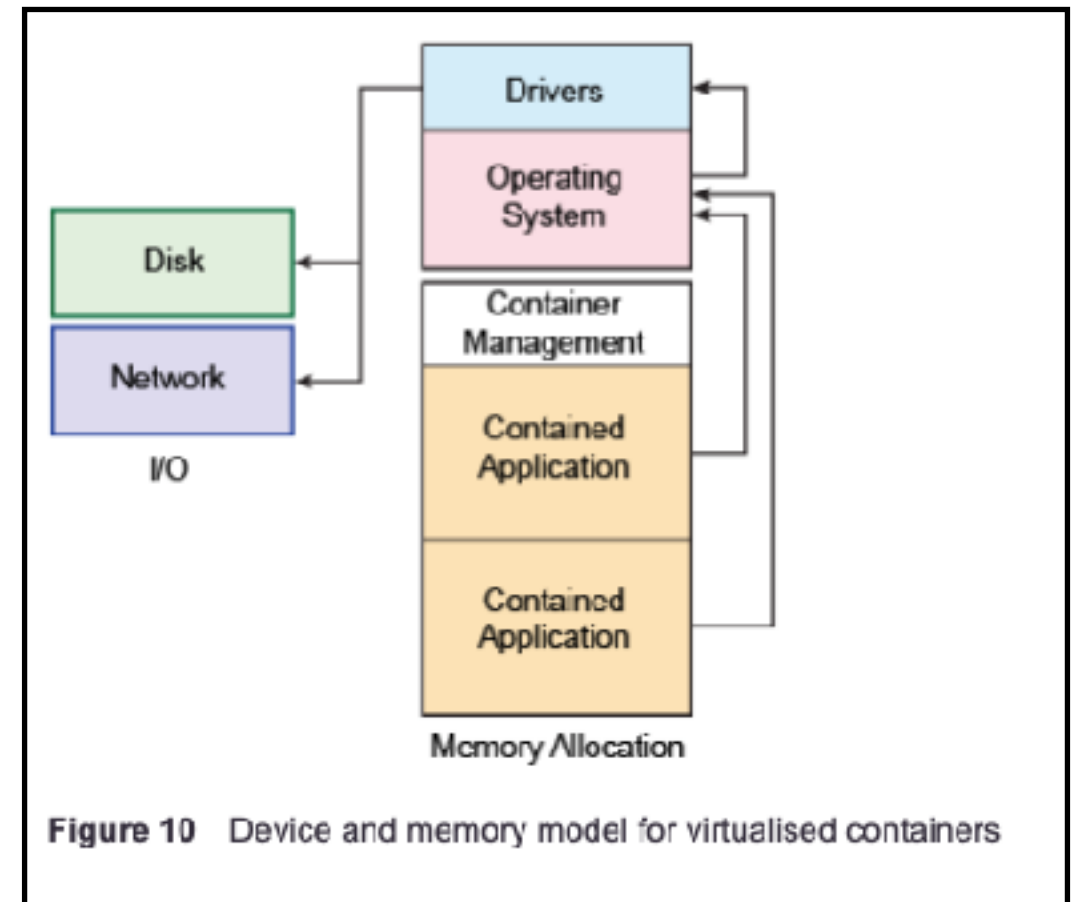 Drivers
Operating
System
Disk
Network
I/O
Container
Management
Contained
Application
Contained
Application
Memory Allocation
Figure 10 Device and memory model for virtualised containers